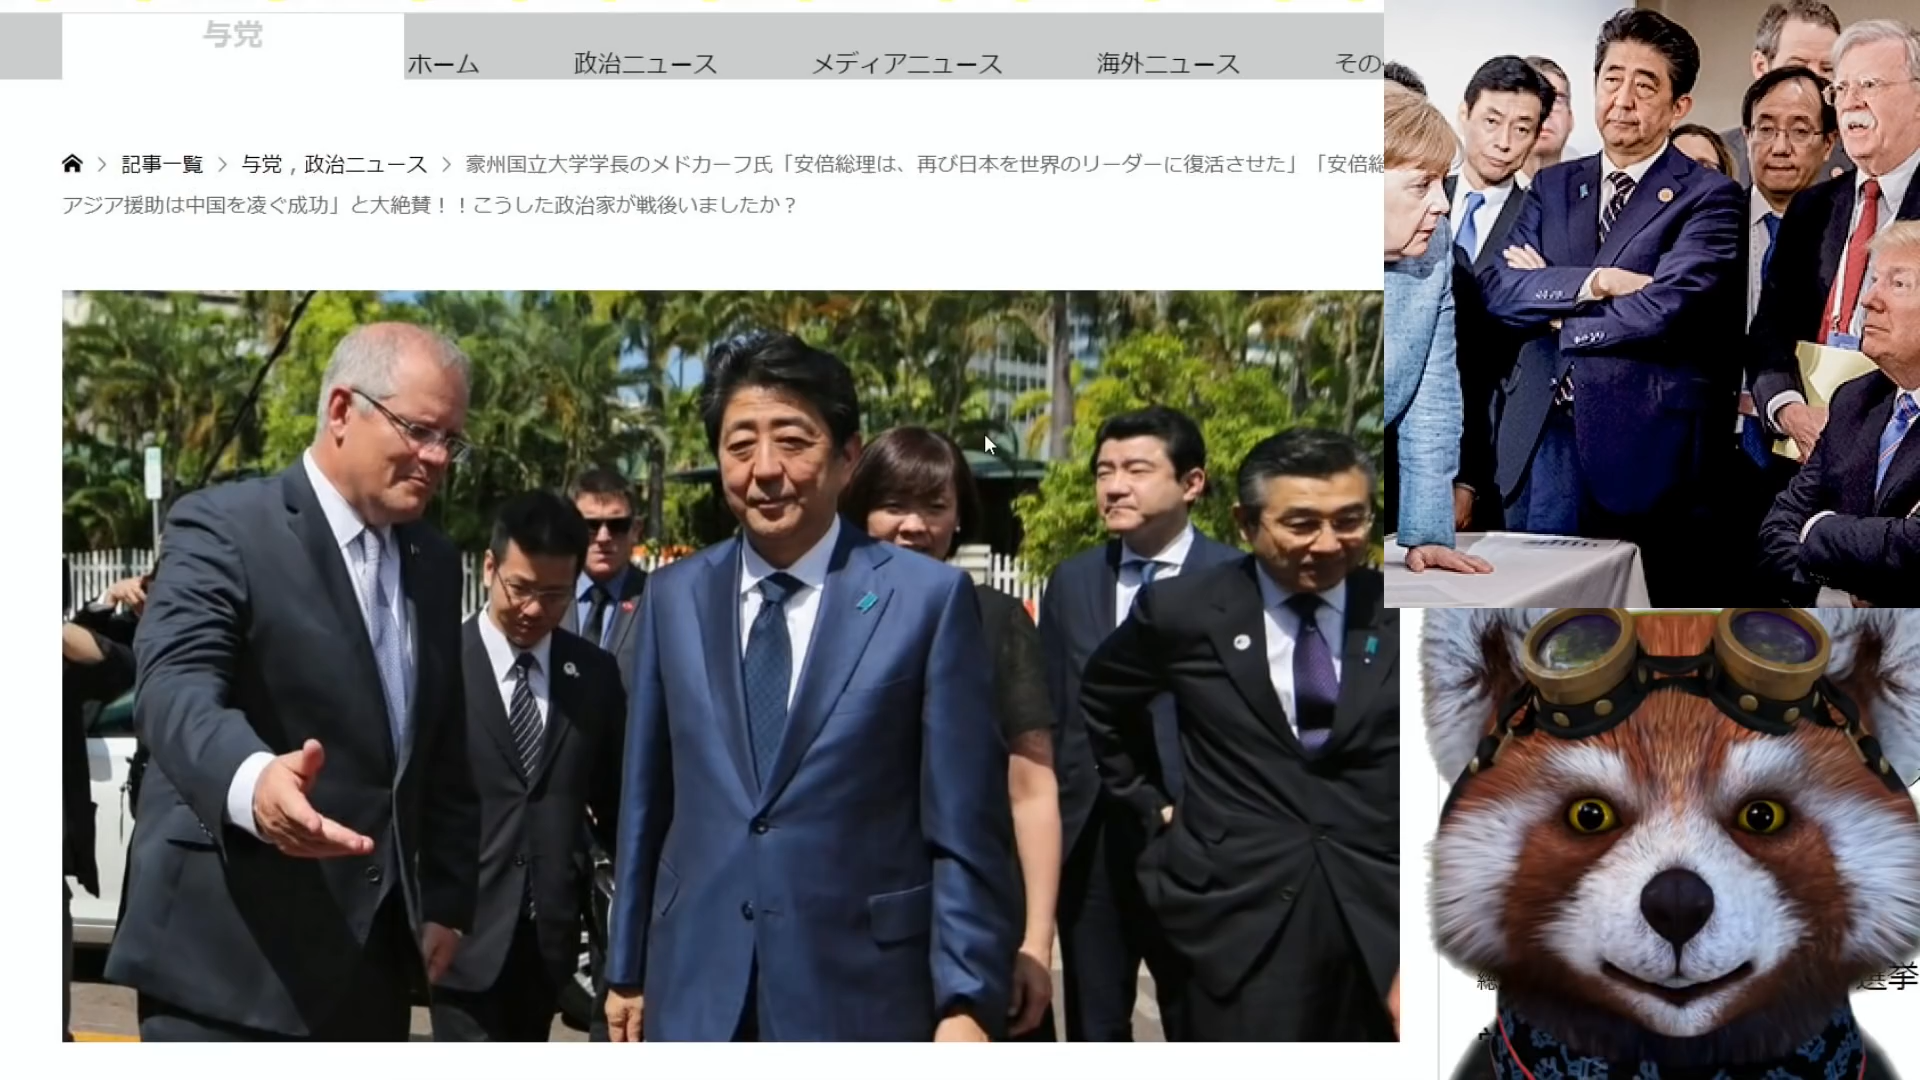 与党
ホーム 政治ニュース メディアニュース 海外ニュース その
記事一覧 > 与党 , 政治ニュース > 豪州国立大学学長のメドカーフ氏「安倍総理は、再び日本を世界のリーダーに復活させた」「安倍総
アジア援助は中国を凌ぐ成功」と大絶賛！！こうした政治家が戦後いましたか？
総
選挙